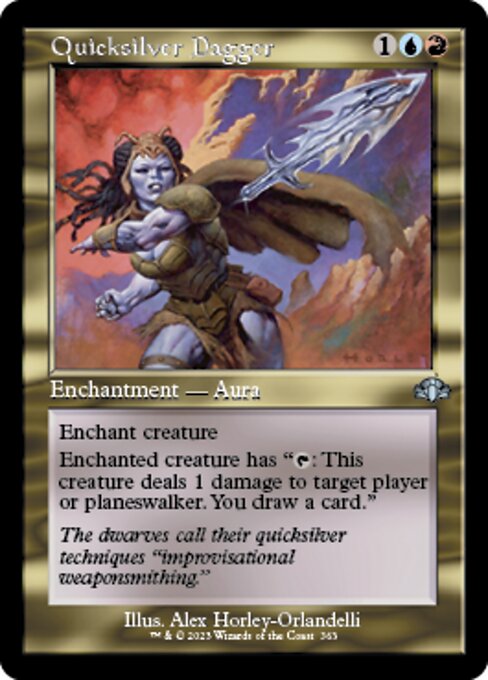 Quicksilver Dagger 1
HORLEY
Enchantment — Aura
Enchant creature
Enchanted creature has “: This
creature deals 1 damage to target player
or planeswalker. You draw a card.”
The dwarves call their quicksilver
techniques “improvisational
weaponsmithing.”
Illus. Alex Horley-Orlandelli
™ & © 2023 Wizards of the Coast 363